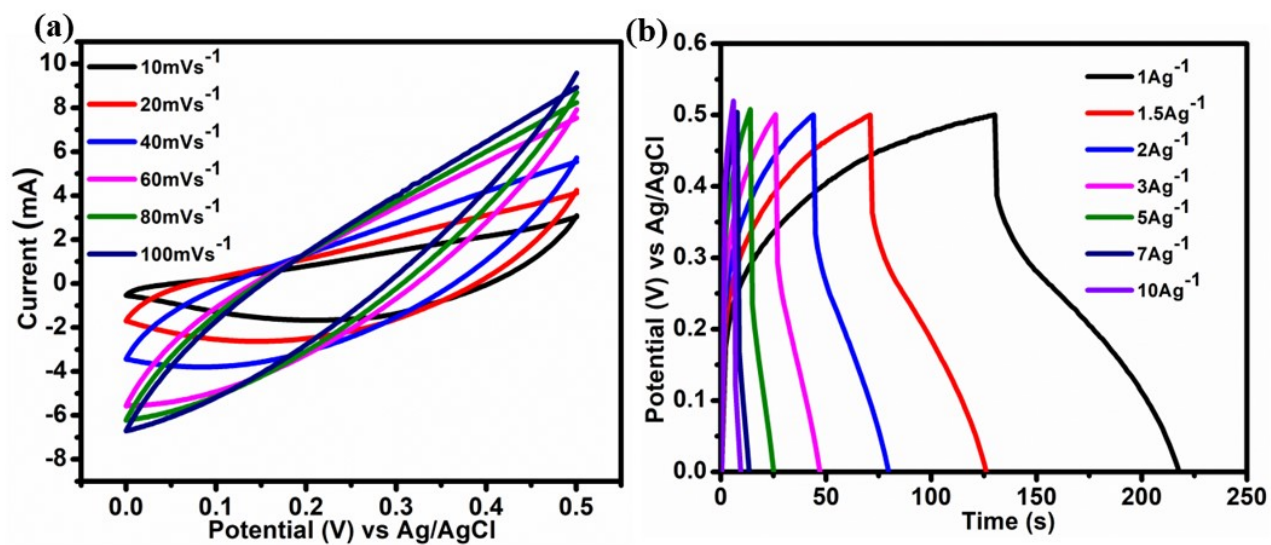 (a)
10mVs⁻¹
20mVs⁻¹
40mVs⁻¹
60mVs⁻¹
80mVs⁻¹
100mVs⁻¹
10
8
6
4
2
0
-2
-4
-6
-8
Current (mA)
0.0 0.1 0.2 0.3 0.4 0.5
Potential (V) vs Ag/AgCl
(b)
1Ag⁻¹
1.5Ag⁻¹
2Ag⁻¹
3Ag⁻¹
5Ag⁻¹
7Ag⁻¹
10Ag⁻¹
0.6
0.5
0.4
0.3
0.2
0.1
0.0
Potential (V) vs Ag/AgCl
0 50 100 150 200 250
Time (s)